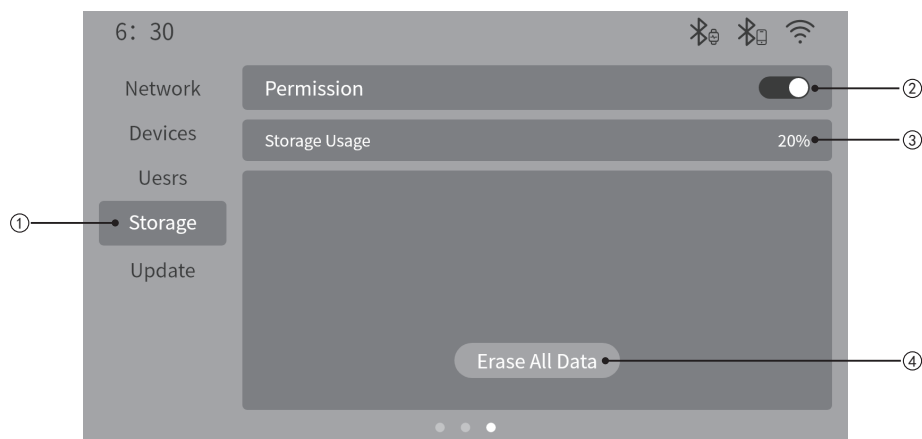 6： 30
Network
Permission
②
Devices
Storage Usage
20%
③
Uesrs
①
Storage
Update
Erase All Data
④